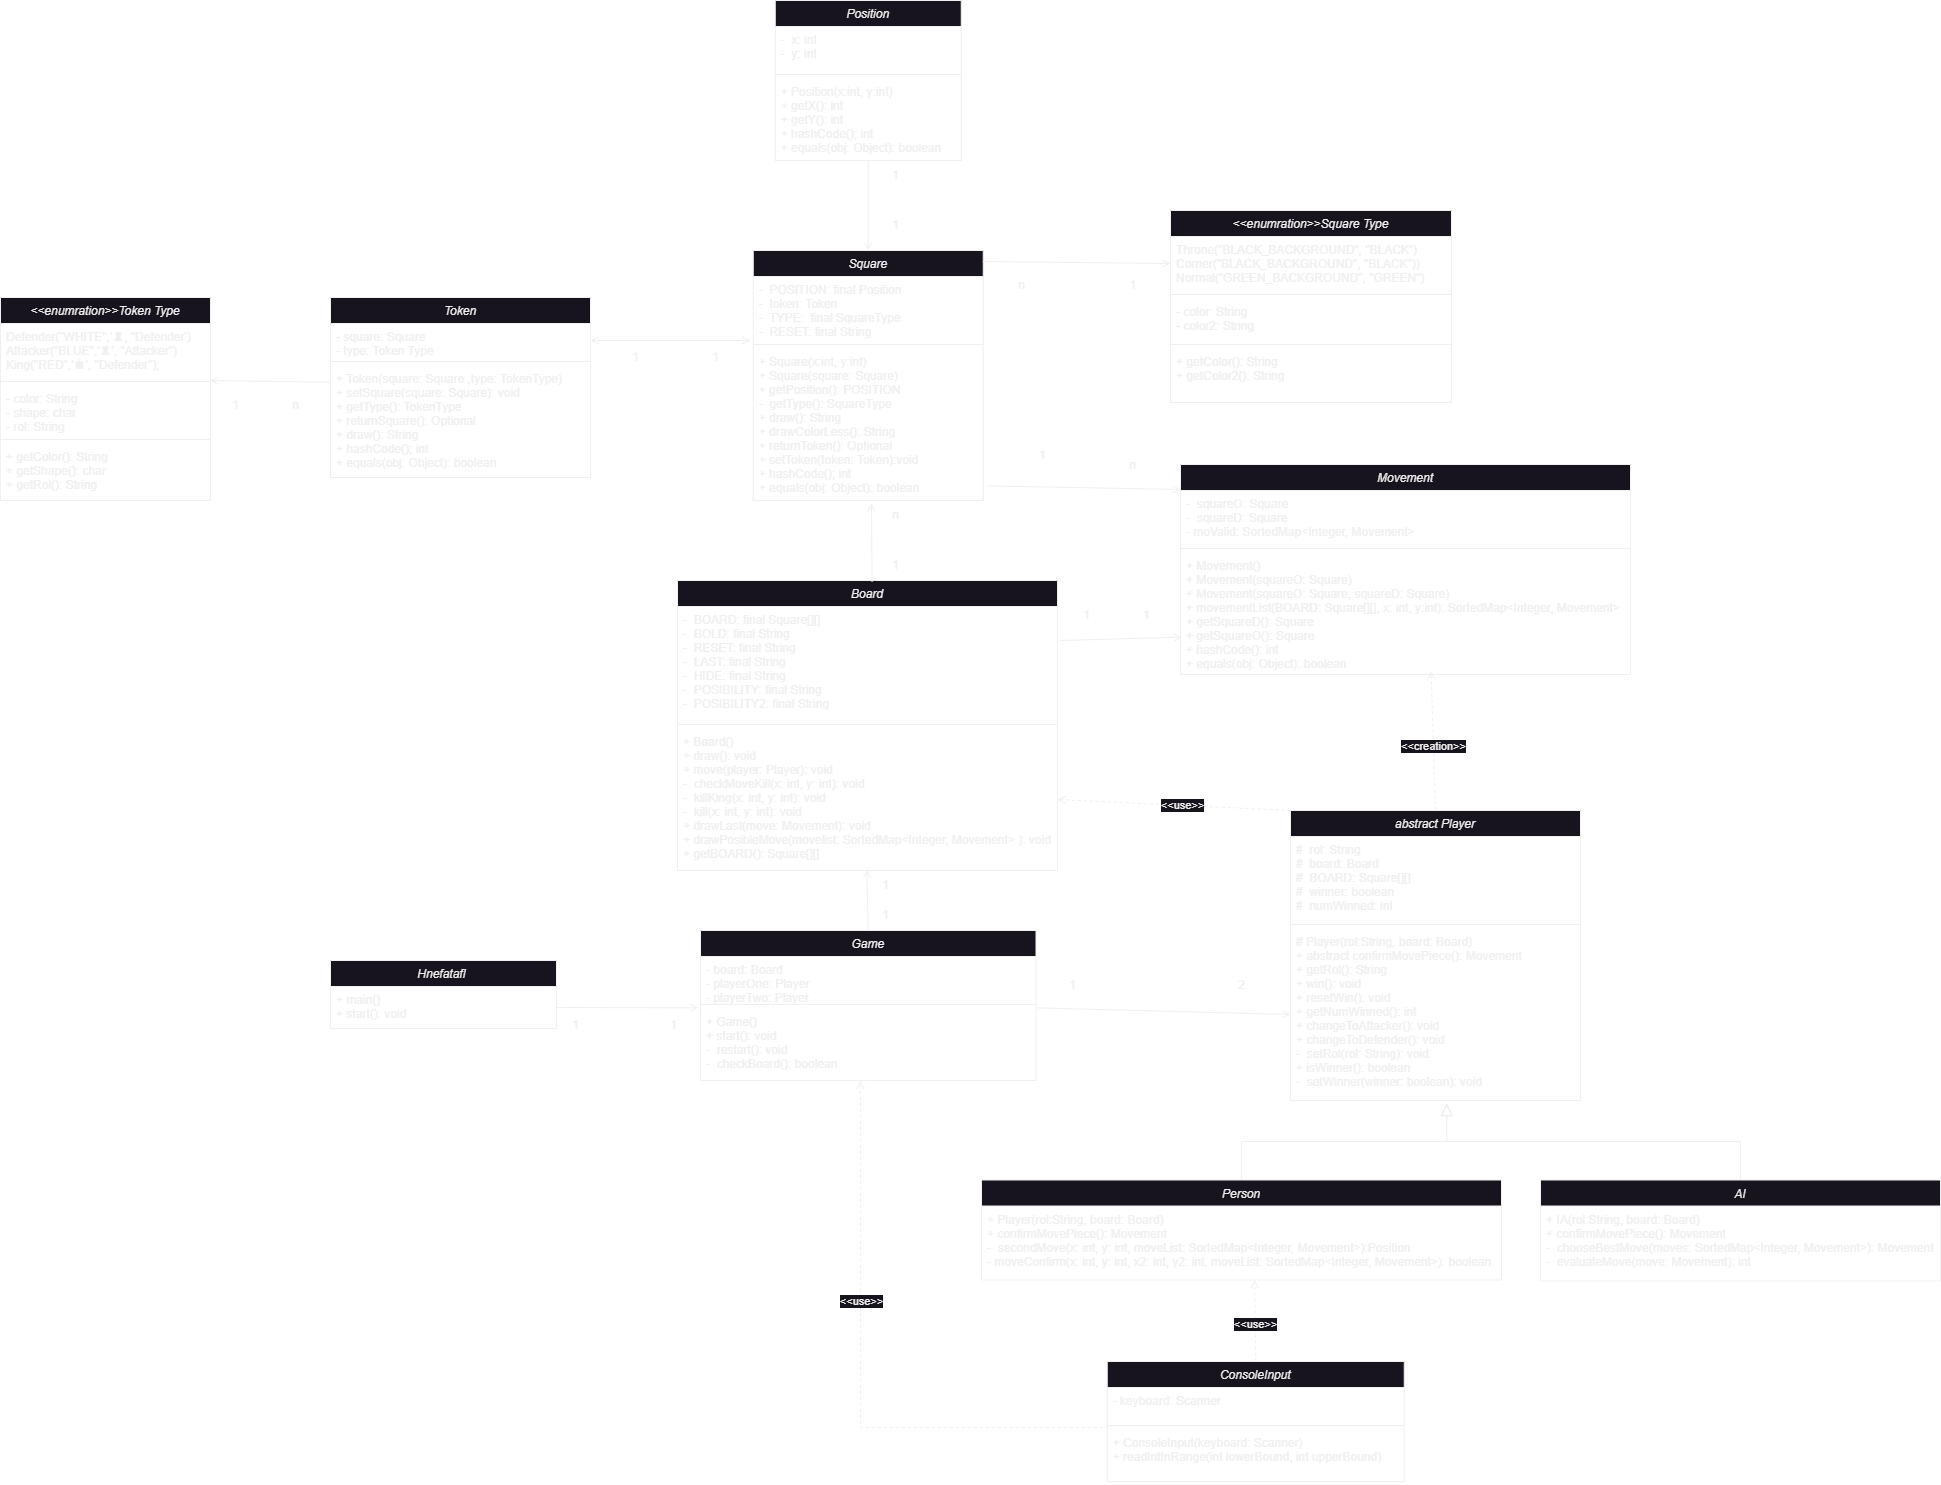 Position
- x: int
- y: int
+ Position(x:int, y:int)
+ getX(): int
+ getY(): int
+ hashCode(); int
+ equals(obj: Object): boolean
1
1
<<enumration>>Square Type
Throne("BLACK_BACKGROUND", "BLACK")
Corner("BLACK_BACKGROUND", "BLACK"))
Normal("GREEN_BACKGROUND", "GREEN")
- color: String
- color2: String
+ getColor(): String
+ getColor2(): String
Square
- POSITION: final Position
- token: Token
- TYPE: final SquareType
- RESET: final String
+ Square(x:int, y:int)
+ Square(square: Square)
+ getPosition(): POSITION
- getType(): SquareType
+ draw(): String
+ drawColorLess(): String
+ returnToken(): Optional
+ setToken(token: Token):void
+ hashCode(; int
+ equals(obj: Object): boolean
n
1
<<enumration>>Token Type
Defender("WHITE",'♜, "Defender')
Attacker("BLUE",'♜', "Attacker")
King("RED",'♚', "Defender");
- color: String
- shape: char
- rol: String
+ getColor(): String
+ getShape(): char
+ getRol(): String
1
n
Token
- square: Square
- type: Token Type
+ Token(square: Square ,type: TokenType)
+ setSquare(square: Square): void
+ getType(): TokenType
+ returnSquare(): Optional
+ draw(): String
+ hashCode(; int
+ equals(obj: Object): boolean
1
1
1
n
Movement
- squareO: Square
- squareD: Square
- moValid: SortedMap<Integer, Movement>
+ Movement()
+ Movement(squareO: Square)
+ Movement(squareO: Square, squareD: Square)
+ movementList(BOARD: Square[][], x: int, y:int): SortedMap<Integer, Movement>
+ getSquareD(): Square
+ getSquareO(): Square
+ hashCode(): int
+ equals(obj: Object): boolean
n
1
Board
- BOARD: final Square[][]
- BOLD: final String
- RESET: final String
- LAST: final String
- HIDE: final String
- POSIBILITY: final String
- POSIBILITY2: final String
+ Board()
+ draw(): void
+ move(player: Player): void
- checkMoveKill(x: int, y: int): void
- killKing(x: int, y: int): void
- kill(x: int, y: int): void
+ drawLast(move: Movement): void
+ drawPosibleMove(movelist: SortedMap<Integer, Movement> ): void
+ getBOARD(): Square[][]
1
1
<<creation>>
<<use>>
abstract Player
# rol: String
# board: Board
# BOARD: Square[][]
# winner: boolean
# numWinned: int
# Player(rol:String, board: Board)
+ abstract confirmMovePiece(): Movement
+ getRol(): String
+ win(): void
+ resetWin(): void
+ getNumWinned(): int
+ changeToAttacker(): void
+ changeToDefender(): void
- setRol(rol: String): void
+ isWinner(): boolean
- setWinner(winner: boolean): void
1
1
Game
- board: Board
- playerOne: Player
- playerTwo: Player
+ Game()
+ start(): void
- restart(): void
- checkBoard(): boolean
1
2
Hnefatafl
+ main()
+ start(): void
1
1
Person
+ Player(rol:String, board: Board)
+ confirmMovePiece(): Movement
- secondMove(x: int, y: int, moveList: SortedMap<Integer, Movement>):Position
- moveConfirm(x: int, y: int, x2: int, y2: int, moveList: SortedMap<Integer, Movement>): boolean
AI
+ IA(rol:String, board: Board)
+ confirmMovePiece(): Movement
- chooseBestMove(moves: SortedMap<Integer, Movement>): Movement
- evaluateMove(move: Movement): int
<<use>>
<<use>>
ConsoleInput
- keyboard: Scanner
+ ConsoleInput(keyboard: Scanner)
+ readIntInRange(int lowerBound, int upperBound)